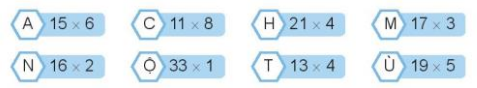 A 15 × 6 C 11 × 8 H 21 × 4 M 17 × 3
N 16 × 2 Ộ 33 × 1 T 13 × 4 Ù 19 × 5